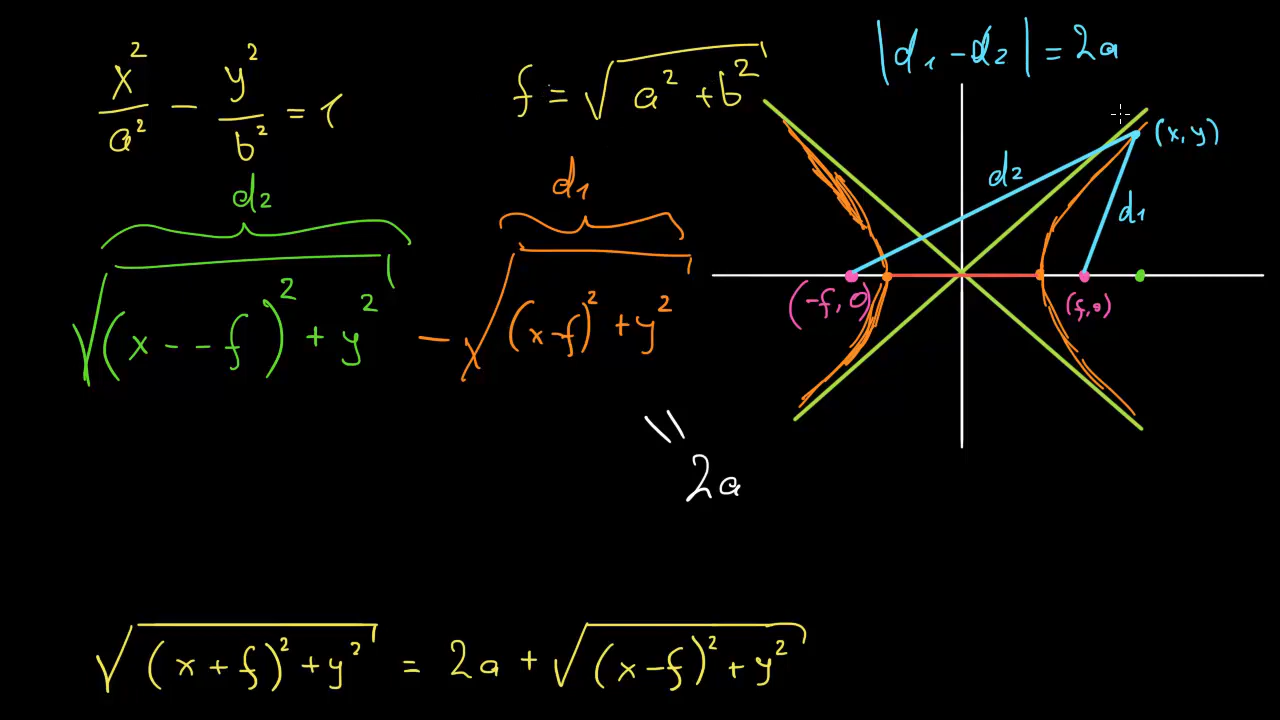 x²/a² − y²/b² = 1
f = √(a² + b²)
|d₁ − d₂| = 2a
(x, y)
d₂
d₁
(-f, 0)
(f, 0)
d₂
d₁
√((x - - f)² + y²) − √((x − f)² + y²)
= 2a
√((x + f)² + y²) = 2a + √((x − f)² + y²)